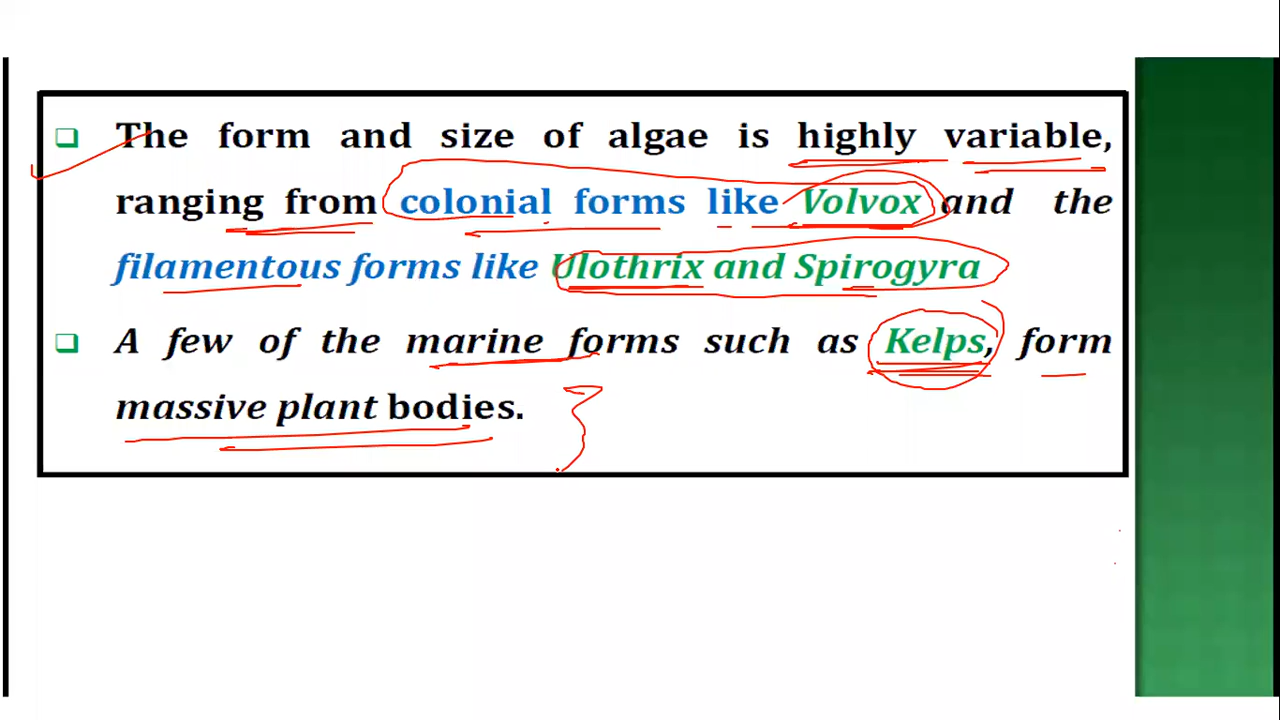 The form and size of algae is highly variable,
ranging from colonial forms like Volvox and the
filamentous forms like Ulothrix and Spirogyra
A few of the marine forms such as Kelps, form
massive plant bodies.